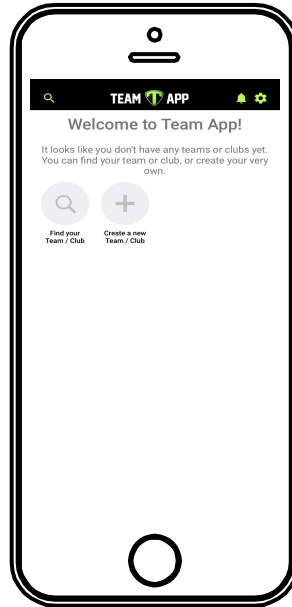 TEAM APP
Welcome to Team App!
It looks like you don't have any teams or clubs yet.
You can find your team or club, or create your very
own.
Find your
Team / Club
Create a new
Team / Club